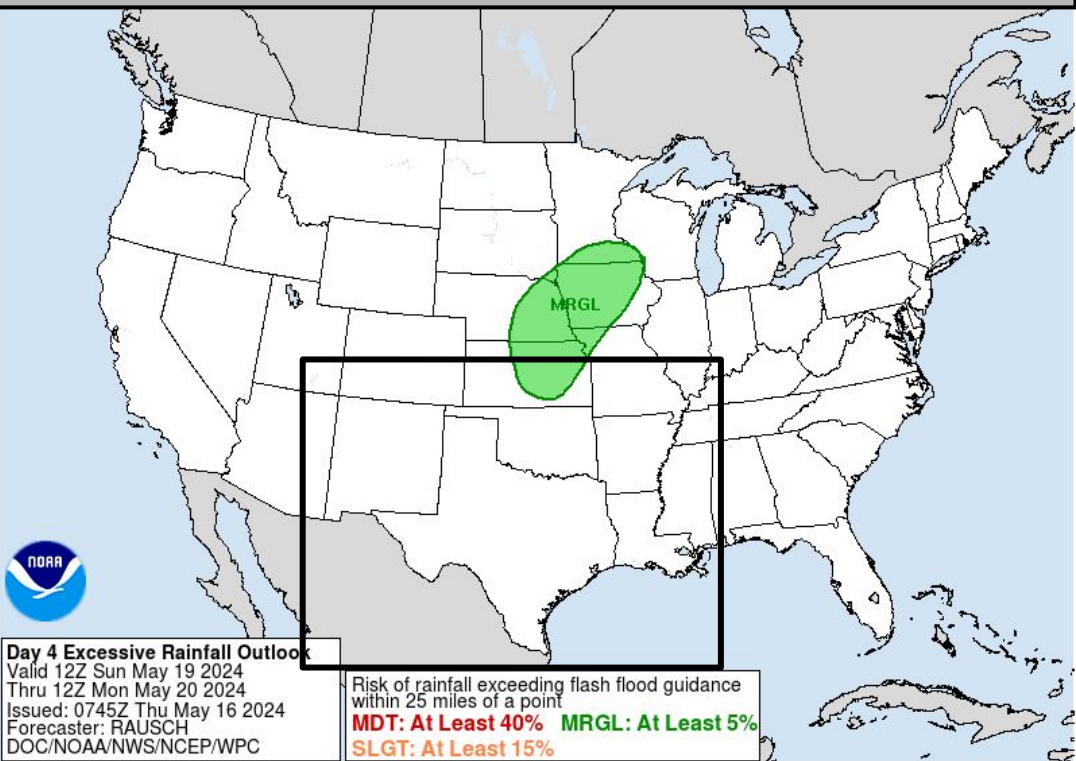 MRGL
NOAA
Day 4 Excessive Rainfall Outlook
Valid 12Z Sun May 19 2024
Thru 12Z Mon May 20 2024
Issued: 0745Z Thu May 16 2024
Forecaster: RAUSCH
DOC/NOAA/NWS/NCEP/WPC
Risk of rainfall exceeding flash flood guidance
within 25 miles of a point
MDT: At Least 40% MRGL: At Least 5%
SLGT: At Least 15%